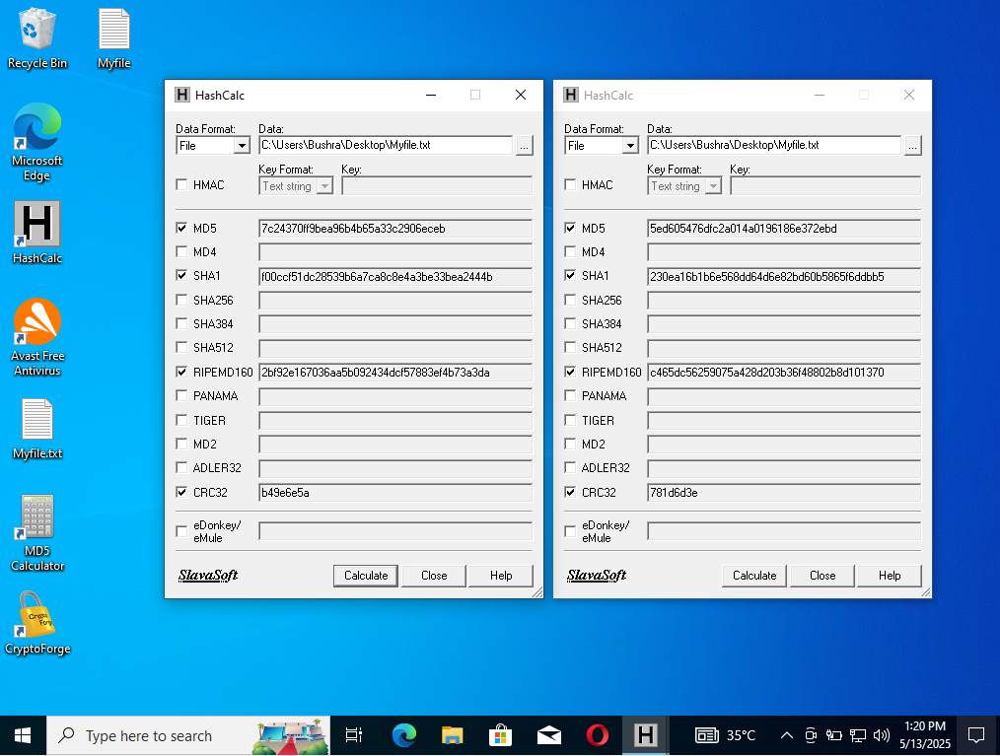 Recycle Bin
Myfile
Microsoft
Edge
HashCalc
Avast Free
Antivirus
Myfile.txt
MD5
Calculator
CryptoForge
H HashCalc
Data Format:
Data:
File
C:\Users\Bushra\Desktop\Myfile.txt
...
HMAC
Key Format:
Key:
Text string
MD5
7c24370ff9bea96b4b65a33c2906eceb
MD4
SHA1
f00ccf51dc28539b6a7ca8c8e4a3be33bea2444b
SHA256
SHA384
SHA512
RIPEMD160
2bf92e167036aa5b092434dcf57883ef4b73a3da
PANAMA
TIGER
MD2
ADLER32
CRC32
b49e6e5a
eDonkey/
eMule
SlavaSoft
Calculate
Close
Help
H HashCalc
Data Format:
Data:
File
C:\Users\Bushra\Desktop\Myfile.txt
...
HMAC
Key Format:
Key:
Text string
MD5
5ed605476dfc2a014a0196186e372ebd
MD4
SHA1
230ea16b1b6e568dd64d6e82bd60b5865f6ddbb5
SHA256
SHA384
SHA512
RIPEMD160
c465dc56259075a428d203b36f48802b8d101370
PANAMA
TIGER
MD2
ADLER32
CRC32
781d6d3e
eDonkey/
eMule
SlavaSoft
Calculate
Close
Help
Type here to search
H
35°C
1:20 PM
5/13/2025